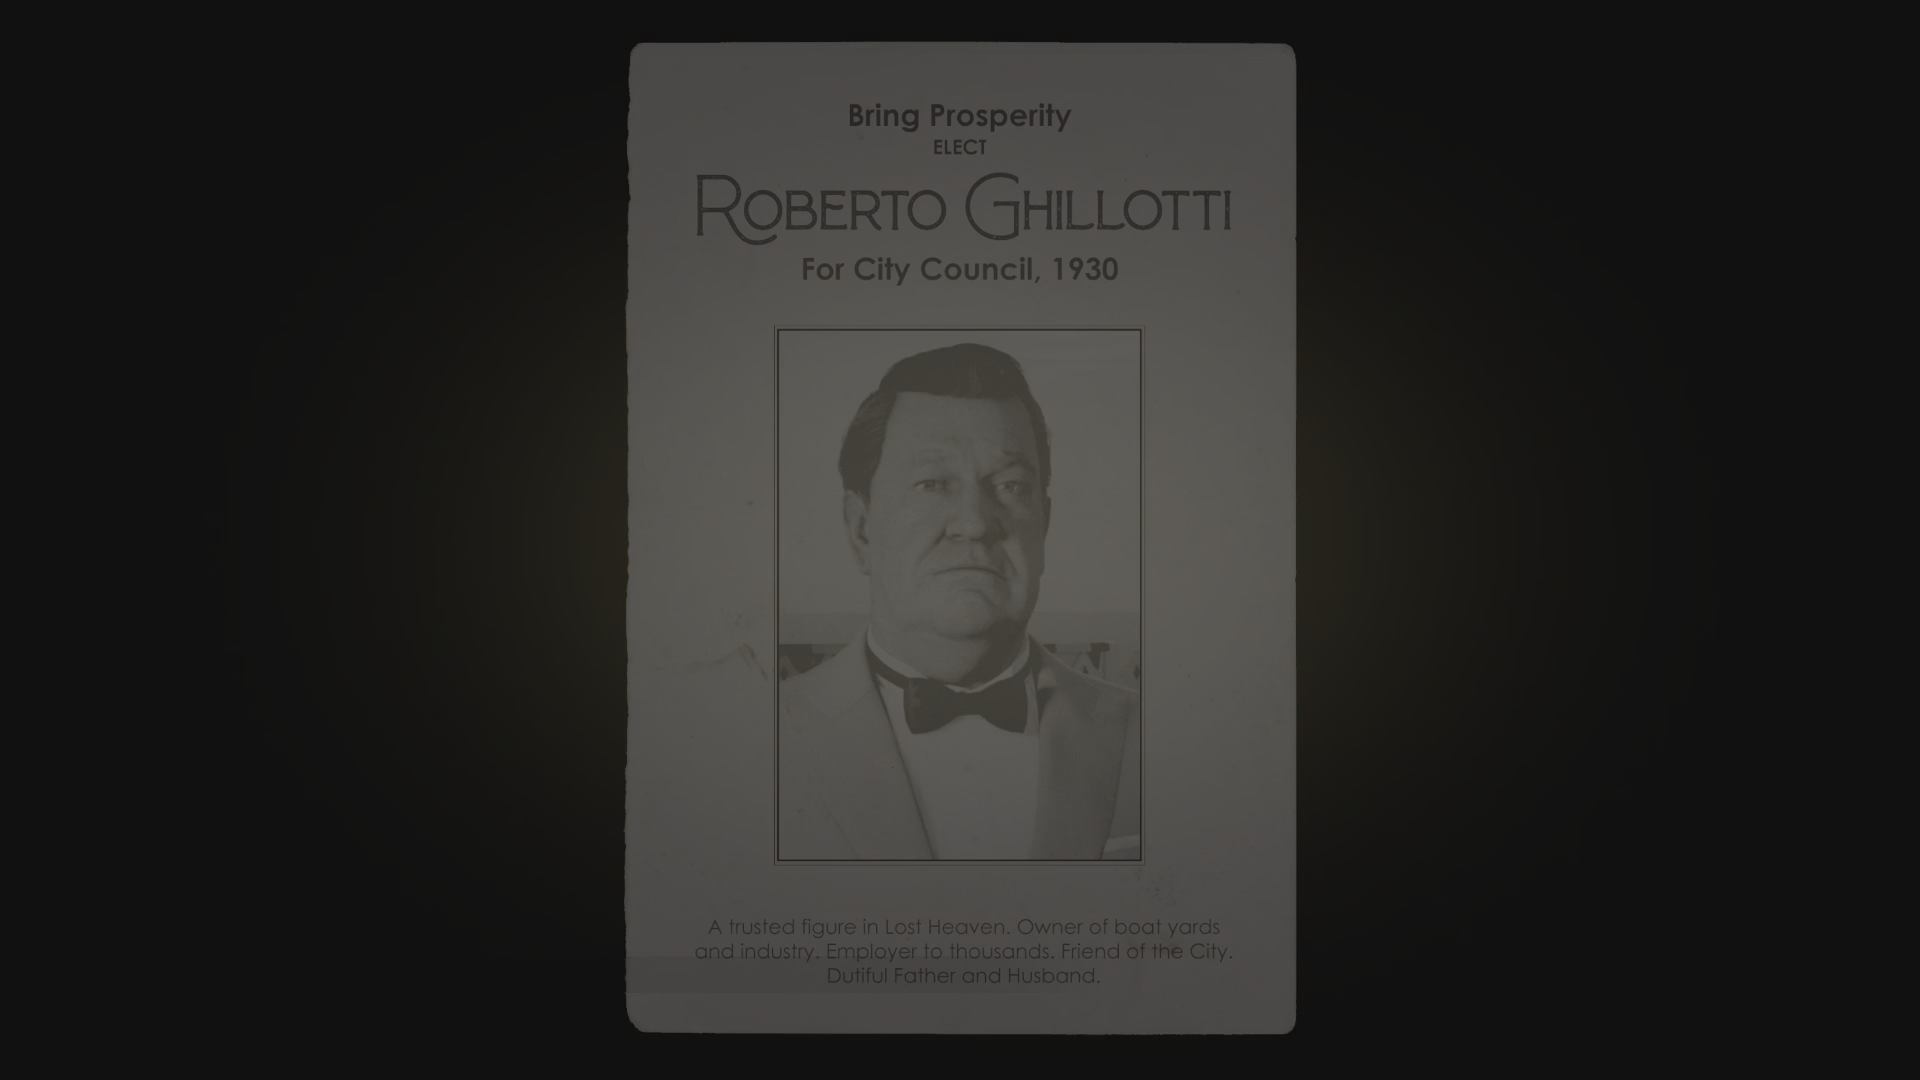 Bring Prosperity
ELECT
ROBERTO GHILLOTTI
For City Council, 1930
A trusted figure in Lost Heaven. Owner of boat yards
and industry. Employer to thousands. Friend of the City.
Dutiful Father and Husband.